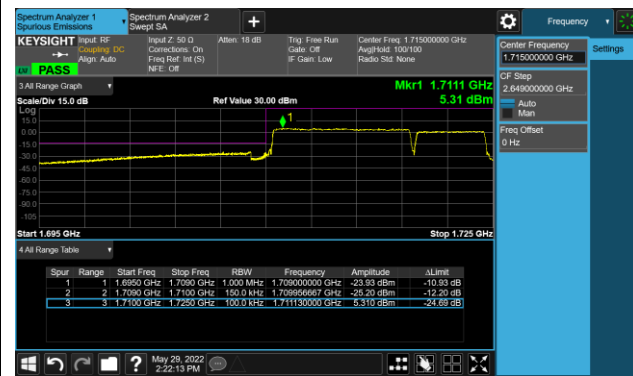 Spectrum Analyzer 1
Spurious Emissions
Spectrum Analyzer 2
Swept SA
Frequency
KEYSIGHT
Input: RF
Coupling: DC
Align: Auto
Input Z: 50 Ω
Corrections: On
Freq Ref: Int (S)
NFE: Off
Atten: 18 dB
Trig: Free Run
Gate: Off
IF Gain: Low
Center Freq: 1.715000000 GHz
Avg|Hold: 100/100
Radio Std: None
PASS
Center Frequency
1.715000000 GHz
Settings
CF Step
2.649000000 GHz
Auto
Man
Freq Offset
0 Hz
3 All Range Graph
Mkr1 1.7111 GHz
5.31 dBm
Scale/Div 15.0 dB
Ref Value 30.00 dBm
Log
15.0
0.00
-15.0
-30.0
-45.0
-60.0
-75.0
-90.0
-105
1
Start 1.695 GHz
Stop 1.725 GHz
4 All Range Table
Spur Range Start Freq Stop Freq RBW Frequency Amplitude ΔLimit
1 1 1.6950 GHz 1.7090 GHz 1.000 MHz 1.709000000 GHz -23.93 dBm -10.93 dB
2 2 1.7090 GHz 1.7100 GHz 150.0 kHz 1.709956667 GHz -25.20 dBm -12.20 dB
3 3 1.7100 GHz 1.7250 GHz 100.0 kHz 1.711130000 GHz 5.310 dBm -24.69 dB
May 29, 2022
2:22:13 PM